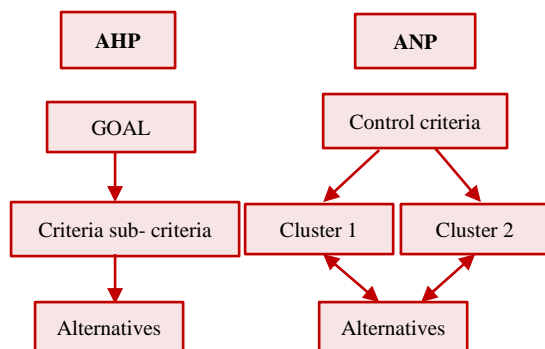 AHP
ANP
GOAL
Control criteria
Criteria sub- criteria
Cluster 1
Cluster 2
Alternatives
Alternatives